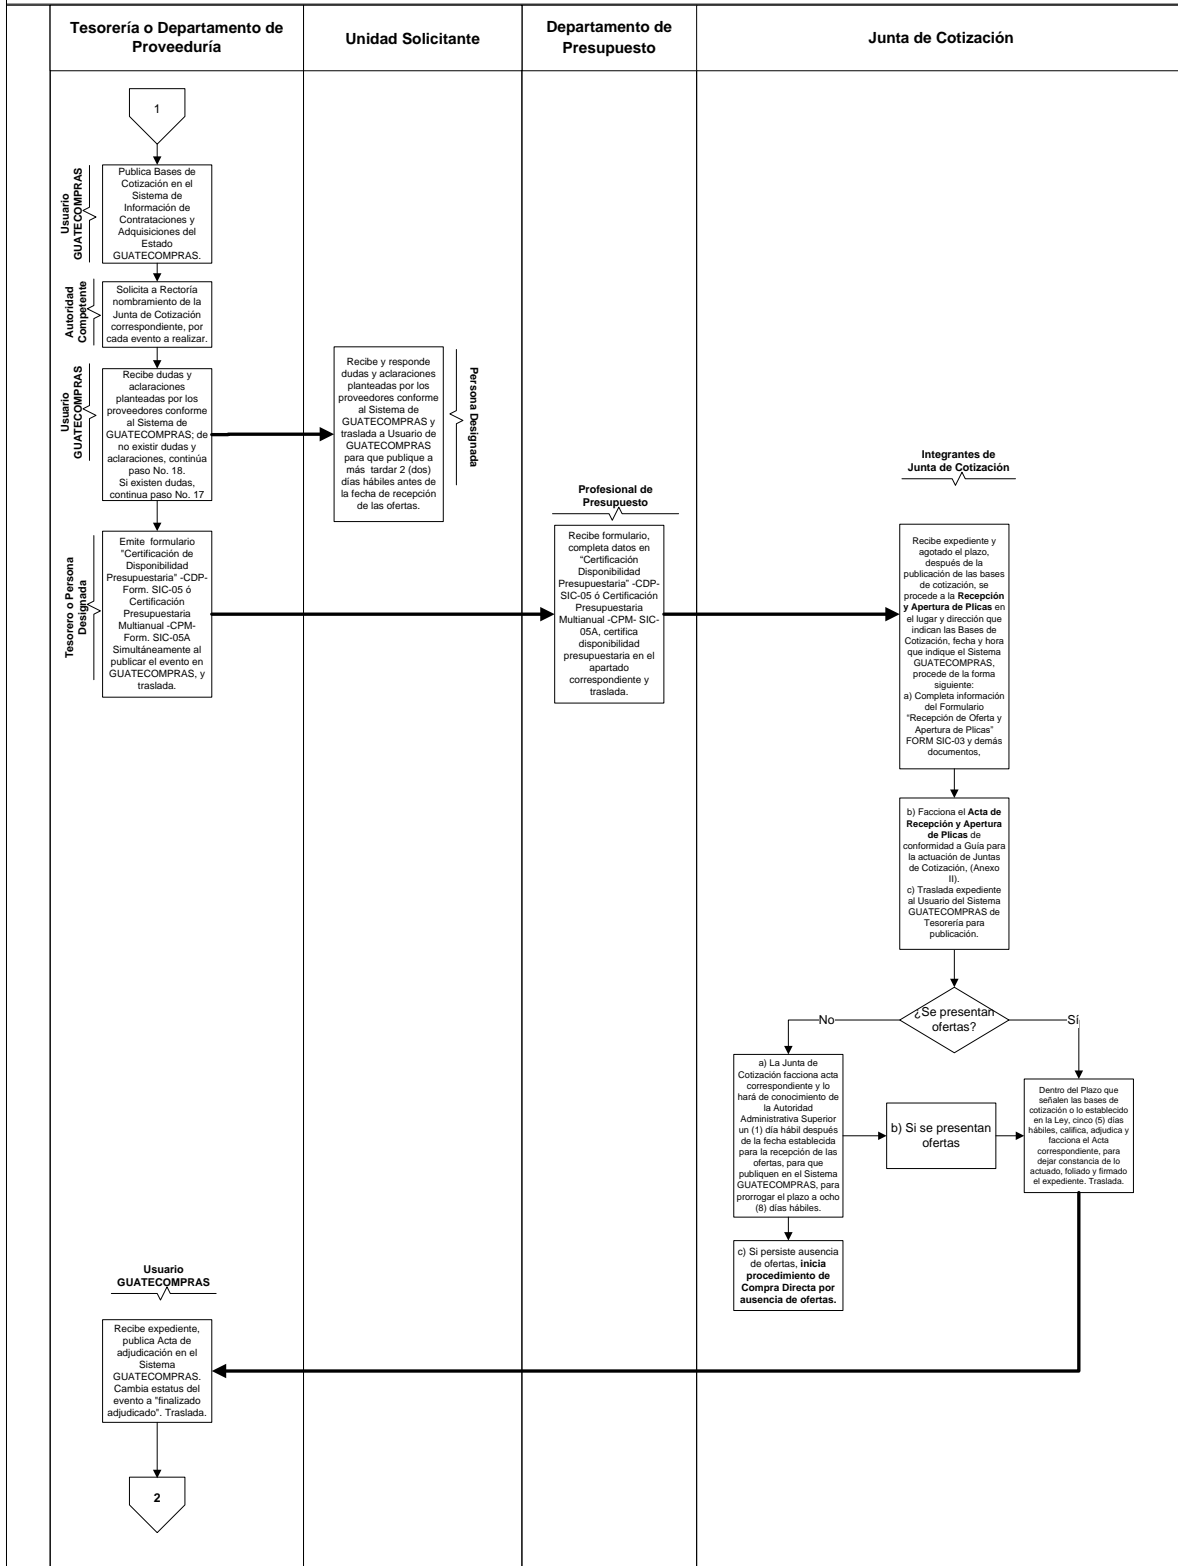 Tesorería o Departamento de
Proveeduría
Unidad Solicitante
Departamento de
Presupuesto
Junta de Cotización
1
Usuario
GUATECOMPRAS
Publica Bases de
Cotización en el
Sistema de
Información de
Contrataciones y
Adquisiciones del
Estado
GUATECOMPRAS.
Autoridad
Competente
Solicita a Rectoría
nombramiento de la
Junta de Cotización
correspondiente, por
cada evento a realizar.
Usuario
GUATECOMPRAS
Recibe dudas y
aclaraciones
planteadas por los
proveedores conforme
al Sistema de
GUATECOMPRAS; de
no existir dudas y
aclaraciones, continúa
paso No. 18.
Si existen dudas,
continua paso No. 17
Recibe y responde
dudas y aclaraciones
planteadas por los
proveedores conforme
al Sistema de
GUATECOMPRAS y
traslada a Usuario de
GUATECOMPRAS
para que publique a
más  tardar 2 (dos)
días hábiles antes de
la fecha de recepción
de las ofertas.
Persona Designada
Tesorero o Persona
Designada
Emite  formulario
"Certificación de
Disponibilidad
Presupuestaria" -CDP-
Form. SIC-05 ó
Certificación
Presupuestaria
Multianual -CPM-
Form. SIC-05A
Simultáneamente al
publicar el evento en
GUATECOMPRAS, y
traslada.
Profesional de
Presupuesto
Recibe formulario,
completa datos en
“Certificación
Disponibilidad
Presupuestaria” -CDP-
SIC-05 ó Certificación
Presupuestaria
Multianual -CPM- SIC-
05A, certifica
disponibilidad
presupuestaria en el
apartado
correspondiente y
traslada.
Integrantes de
Junta de Cotización
Recibe expediente y
agotado el plazo,
después de la
publicación de las bases
de cotización, se
procede a la Recepción
y Apertura de Plicas en
el lugar y dirección que
indican las Bases de
Cotización, fecha y hora
que indique el Sistema
GUATECOMPRAS,
procede de la forma
siguiente:
a) Completa información
del Formulario
“Recepción de Oferta y
Apertura de Plicas”
FORM SIC-03 y demás
documentos,
b) Facciona el Acta de
Recepción y Apertura
de Plicas de
conformidad a Guía para
la actuación de Juntas
de Cotización, (Anexo
II).
c) Traslada expediente
al Usuario del Sistema
GUATECOMPRAS de
Tesorería para
publicación.
¿Se presentan
ofertas?
No
Sí
a) La Junta de
Cotización facciona acta
correspondiente y lo
hará de conocimiento de
la Autoridad
Administrativa Superior
un (1) día hábil después
de la fecha establecida
para la recepción de las
ofertas, para que
publiquen en el Sistema
GUATECOMPRAS, para
prorrogar el plazo a ocho
(8) días hábiles.
b) Si se presentan
ofertas
Dentro del Plazo que
señalen las bases de
cotización o lo establecido
en la Ley, cinco (5) días
hábiles, califica, adjudica y
facciona el Acta
correspondiente, para
dejar constancia de lo
actuado, foliado y firmado
el expediente. Traslada.
c) Si persiste ausencia
de ofertas, inicia
procedimiento de
Compra Directa por
ausencia de ofertas.
Usuario
GUATECOMPRAS
Recibe expediente,
publica Acta de
adjudicación en el
Sistema
GUATECOMPRAS.
Cambia estatus del
evento a "finalizado
adjudicado". Traslada.
2